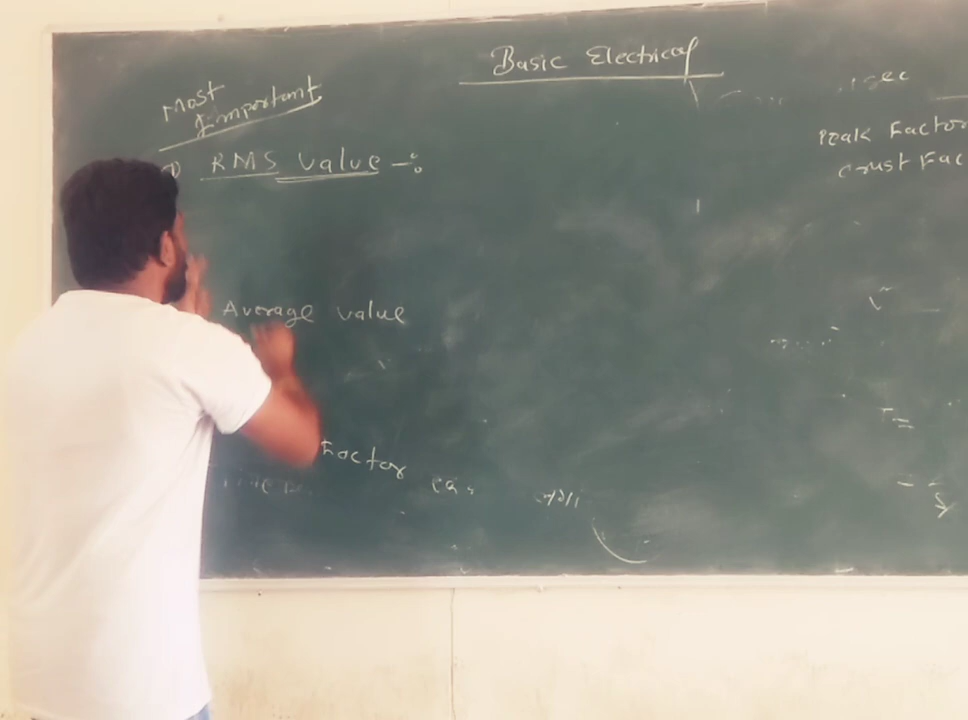 Basic Electrical
Most
Important
1) RMS value -:
Average value
Factor
sec
Peak Factor
Crust Fac